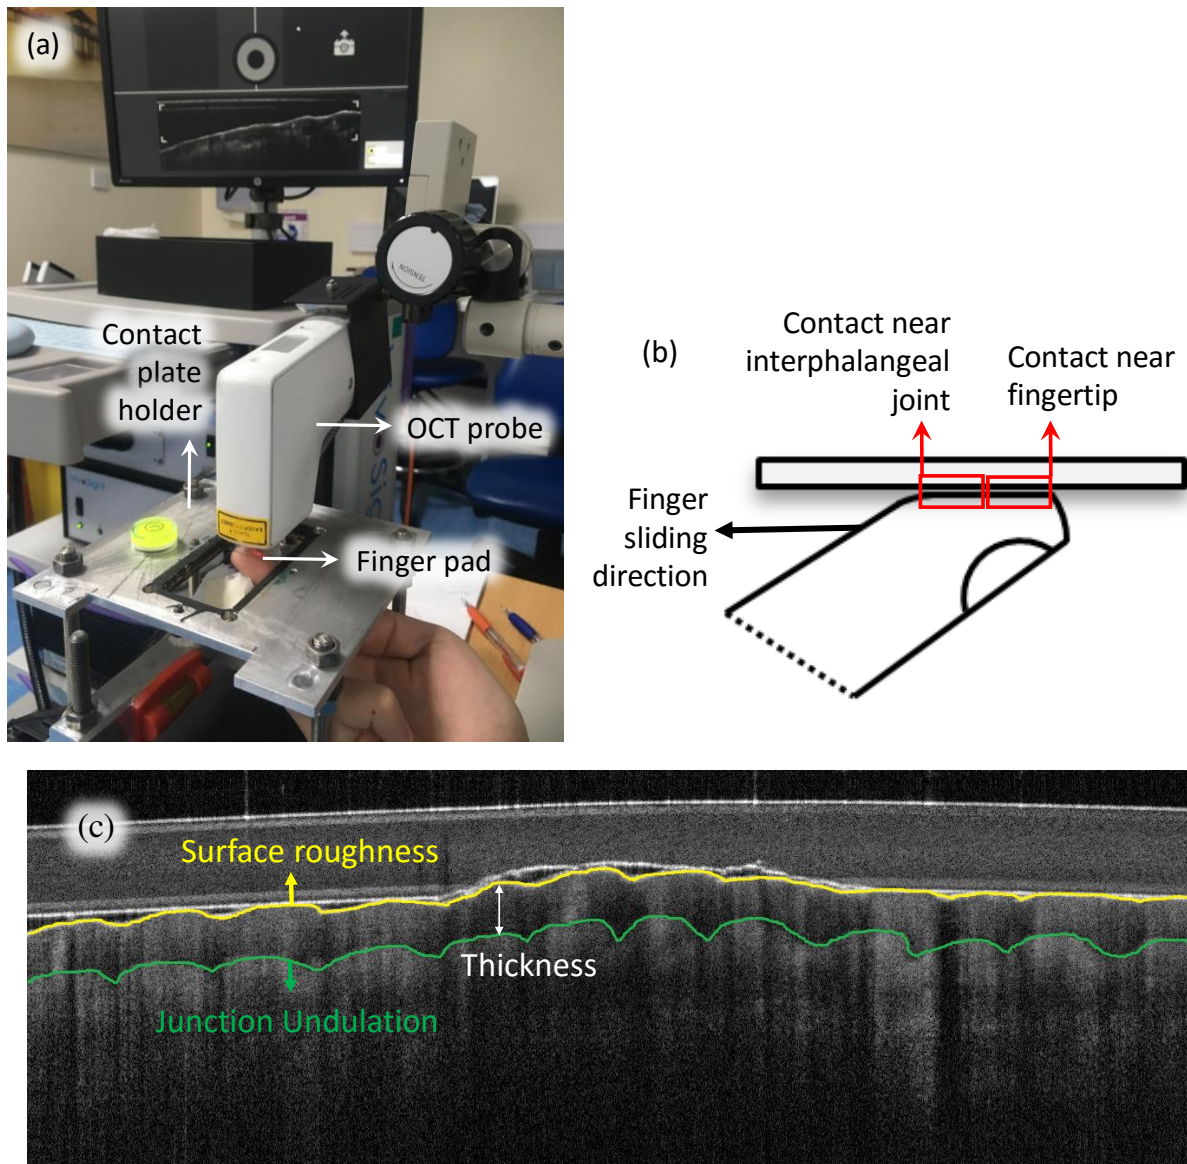 (a)
TENSION
Contact
plate
holder
OCT probe
Finger pad
(b)
Contact near
interphalangeal
joint
Contact near
fingertip
Finger
sliding
direction
(c)
Surface roughness
Thickness
Junction Undulation